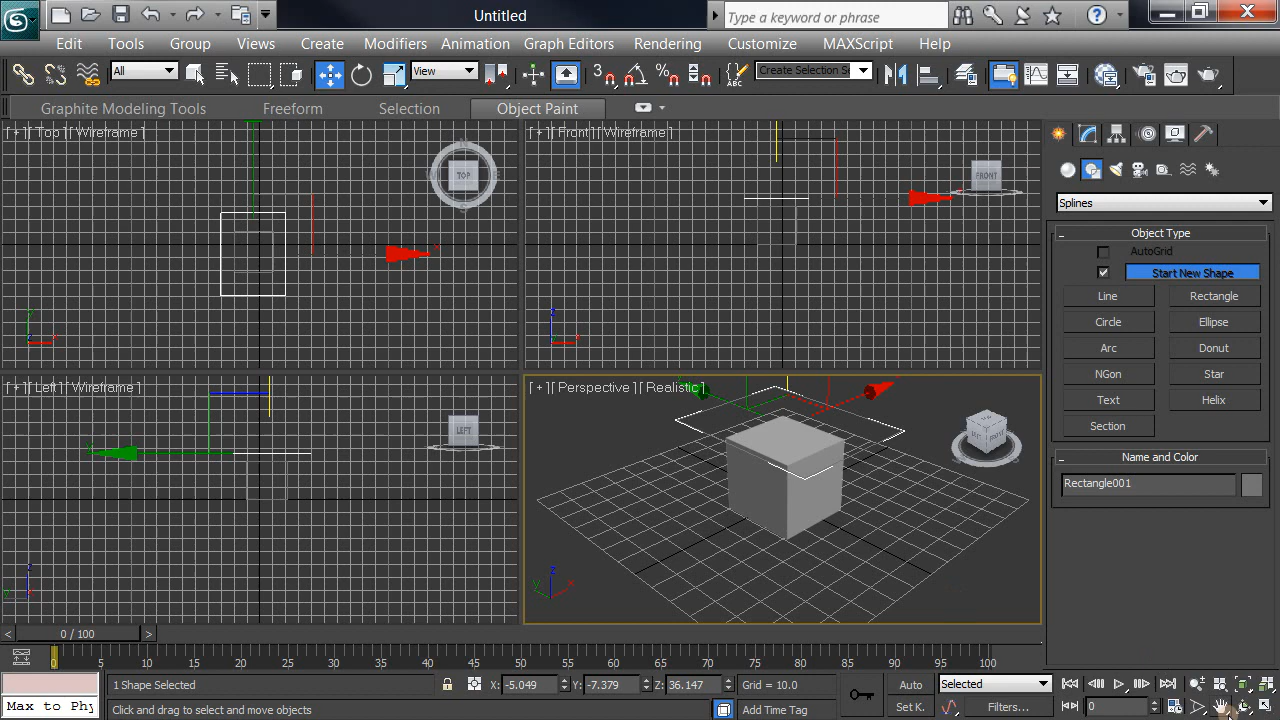 Untitled
Type a keyword or phrase
Edit Tools Group Views Create Modifiers Animation Graph Editors Rendering Customize MAXScript Help
All View 3 Create Selection Se
Graphite Modeling Tools Freeform Selection Object Paint
[ + ][ Top ][ Wireframe ] TOP
[ + ][ Front ][ Wireframe ] FRONT
[ + ][ Left ][ Wireframe ] LEFT
[ + ][ Perspective ][ Realistic ] FRONT
Splines
Object Type
AutoGrid
Start New Shape
Line Rectangle
Circle Ellipse
Arc Donut
NGon Star
Text Helix
Section
Name and Color
Rectangle001
< 0 / 100 >
0 5 10 15 20 25 30 35 40 45 50 55 60 65 70 75 80 85 90 95 100
1 Shape Selected X: -5.049 Y: -7.379 Z: 36.147 Grid = 10.0 Auto Selected
Max to Phy Click and drag to select and move objects Add Time Tag Set K. Filters... 0